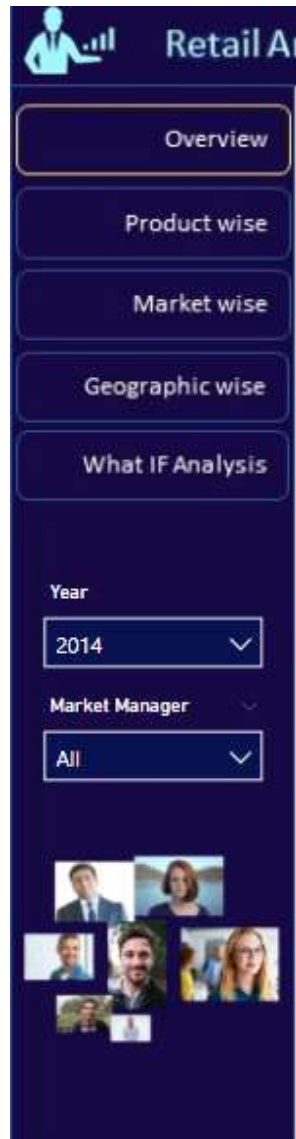 Retail A
Overview
Product wise
Market wise
Geographic wise
What IF Analysis
Year
2014
Market Manager
All